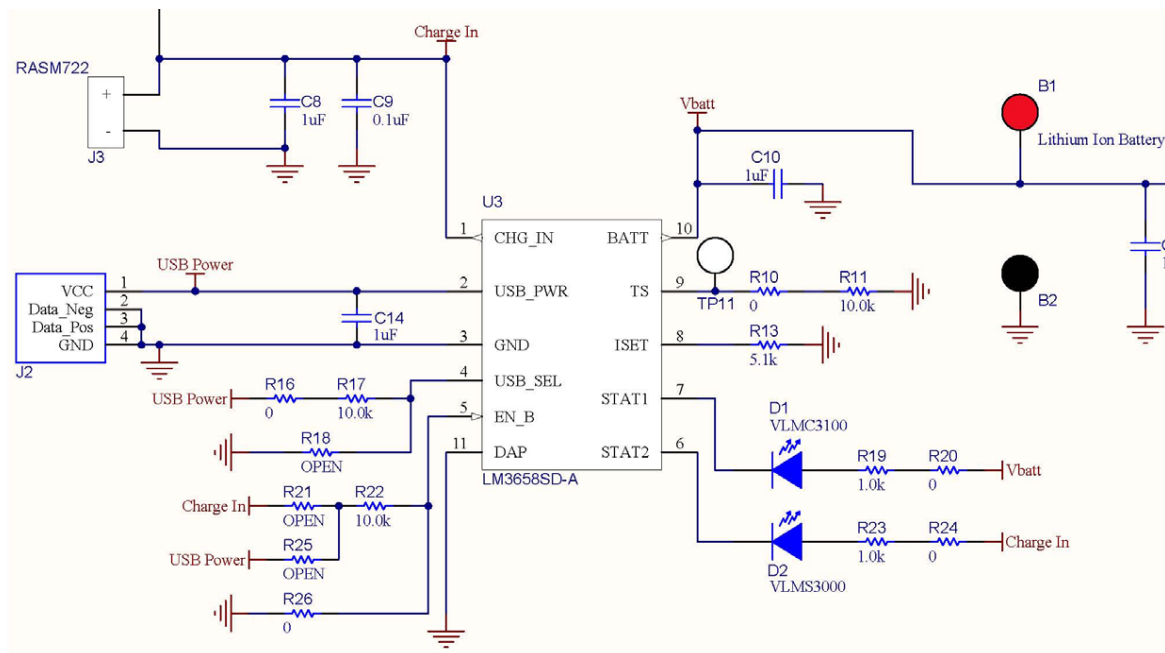 Charge In
RASM722
+
-
J3
C8
1uF
C9
0.1uF
Vbatt
B1
Lithium Ion Battery
C10
1uF
U3
1
CHG_IN
BATT
10
USB Power
VCC
1
Data_Neg
2
Data_Pos
3
GND
4
J2
C14
1uF
2
USB_PWR
TS
9
TP11
R10
0
R11
10.0k
B2
3
GND
ISET
8
R13
5.1k
4
USB_SEL
STAT1
7
5
EN_B
11
DAP
STAT2
6
LM3658SD-A
USB Power
R16
0
R17
10.0k
R18
OPEN
Charge In
R21
OPEN
R22
10.0k
USB Power
R25
OPEN
R26
0
D1
VLMC3100
R19
1.0k
R20
0
Vbatt
R23
1.0k
R24
0
Charge In
D2
VLMS3000